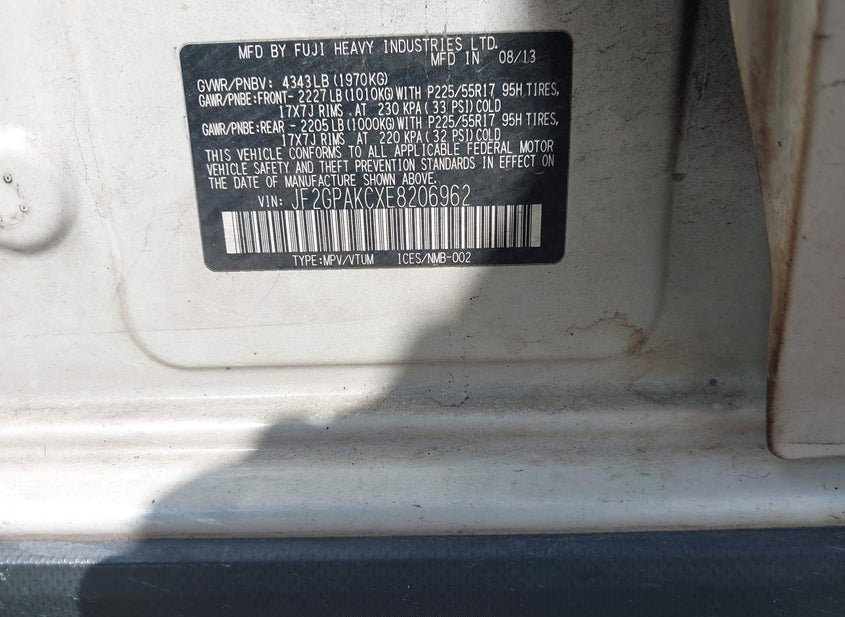 MFD BY FUJI HEAVY INDUSTRIES LTD.
MFD IN 08/13
GVWR/PNBV: 4343LB(1970KG)
GAWR/PNBE:FRONT- 2227LB(1010KG)WITH P225/55R17 95H TIRES,
17X7J RIMS AT 230 KPA(33 PSI)COLD
GAWR/PNBE:REAR - 2205LB(1000KG)WITH P225/55R17 95H TIRES,
17X7J RIMS AT 220 KPA(32 PSI)COLD
THIS VEHICLE CONFORMS TO ALL APPLICABLE FEDERAL MOTOR
VEHICLE SAFETY AND THEFT PREVENTION STANDARDS IN EFFECT ON
THE DATE OF MANUFACTURE SHOWN ABOVE.
VIN: JF2GPAKCXE8206962
TYPE:MPV/VTUM ICES/NMB-002